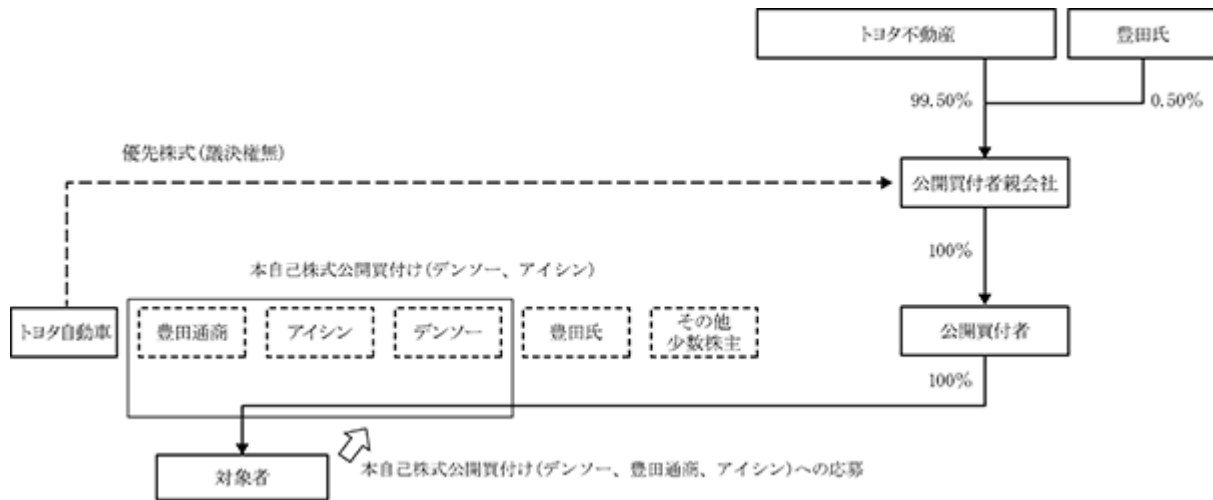 トヨタ不動産
豊田氏
99.50%
0.50%
優先株式(議決権無)
公開買付者親会社
100%
本自己株式公開買付け(デンソー、アイシン)
トヨタ自動車
豊田通商
アイシン
デンソー
豊田氏
その他
少数株主
公開買付者
100%
対象者
本自己株式公開買付け(デンソー、豊田通商、アイシン)への応募